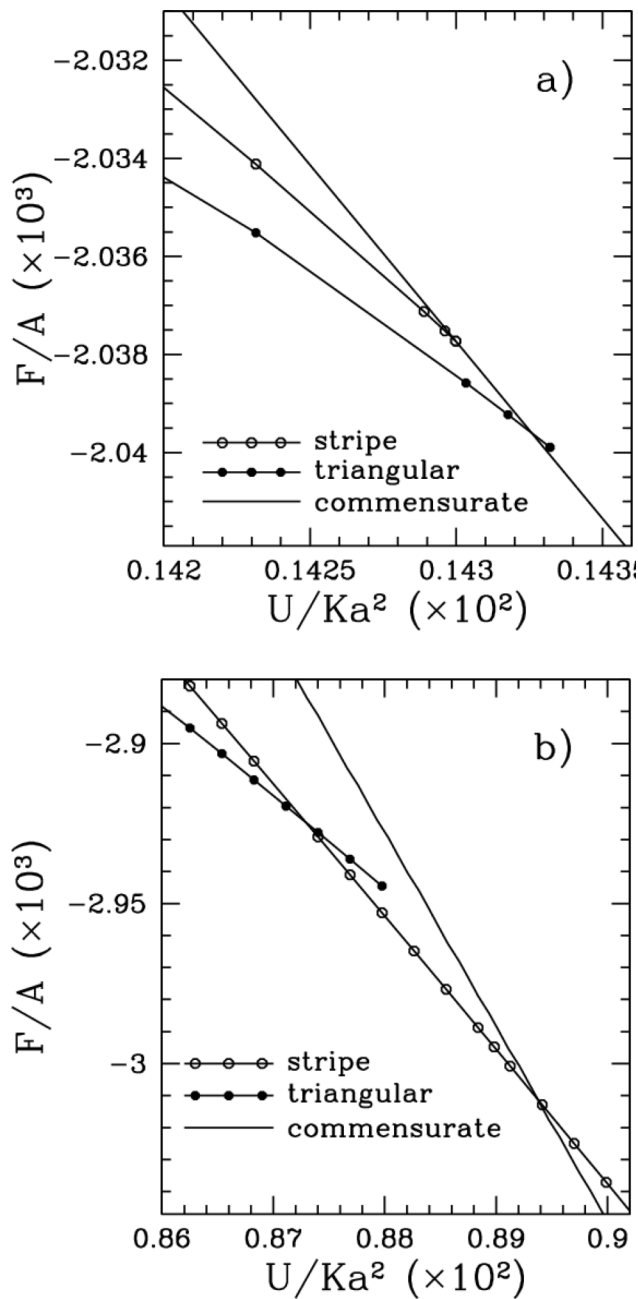 a)
−2.032
−2.034
−2.036
−2.038
−2.04
F/A (×10³)
stripe
triangular
commensurate
0.142 0.1425 0.143 0.1435
U/Ka² (×10²)
b)
−2.9
−2.95
−3
F/A (×10³)
stripe
triangular
commensurate
0.86 0.87 0.88 0.89 0.9
U/Ka² (×10²)